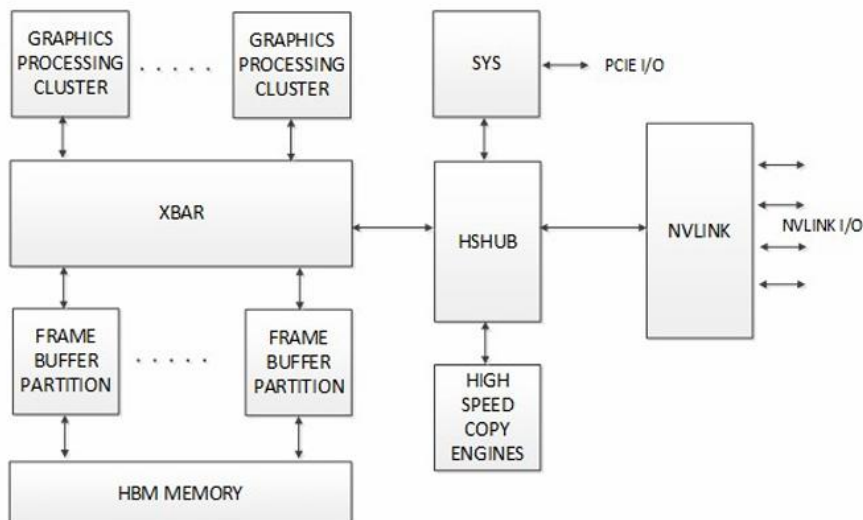 GRAPHICS
PROCESSING
CLUSTER
GRAPHICS
PROCESSING
CLUSTER
SYS
PCIE I/O
XBAR
HSHUB
NVLINK
NVLINK I/O
FRAME
BUFFER
PARTITION
FRAME
BUFFER
PARTITION
HIGH
SPEED
COPY
ENGINES
HBM MEMORY